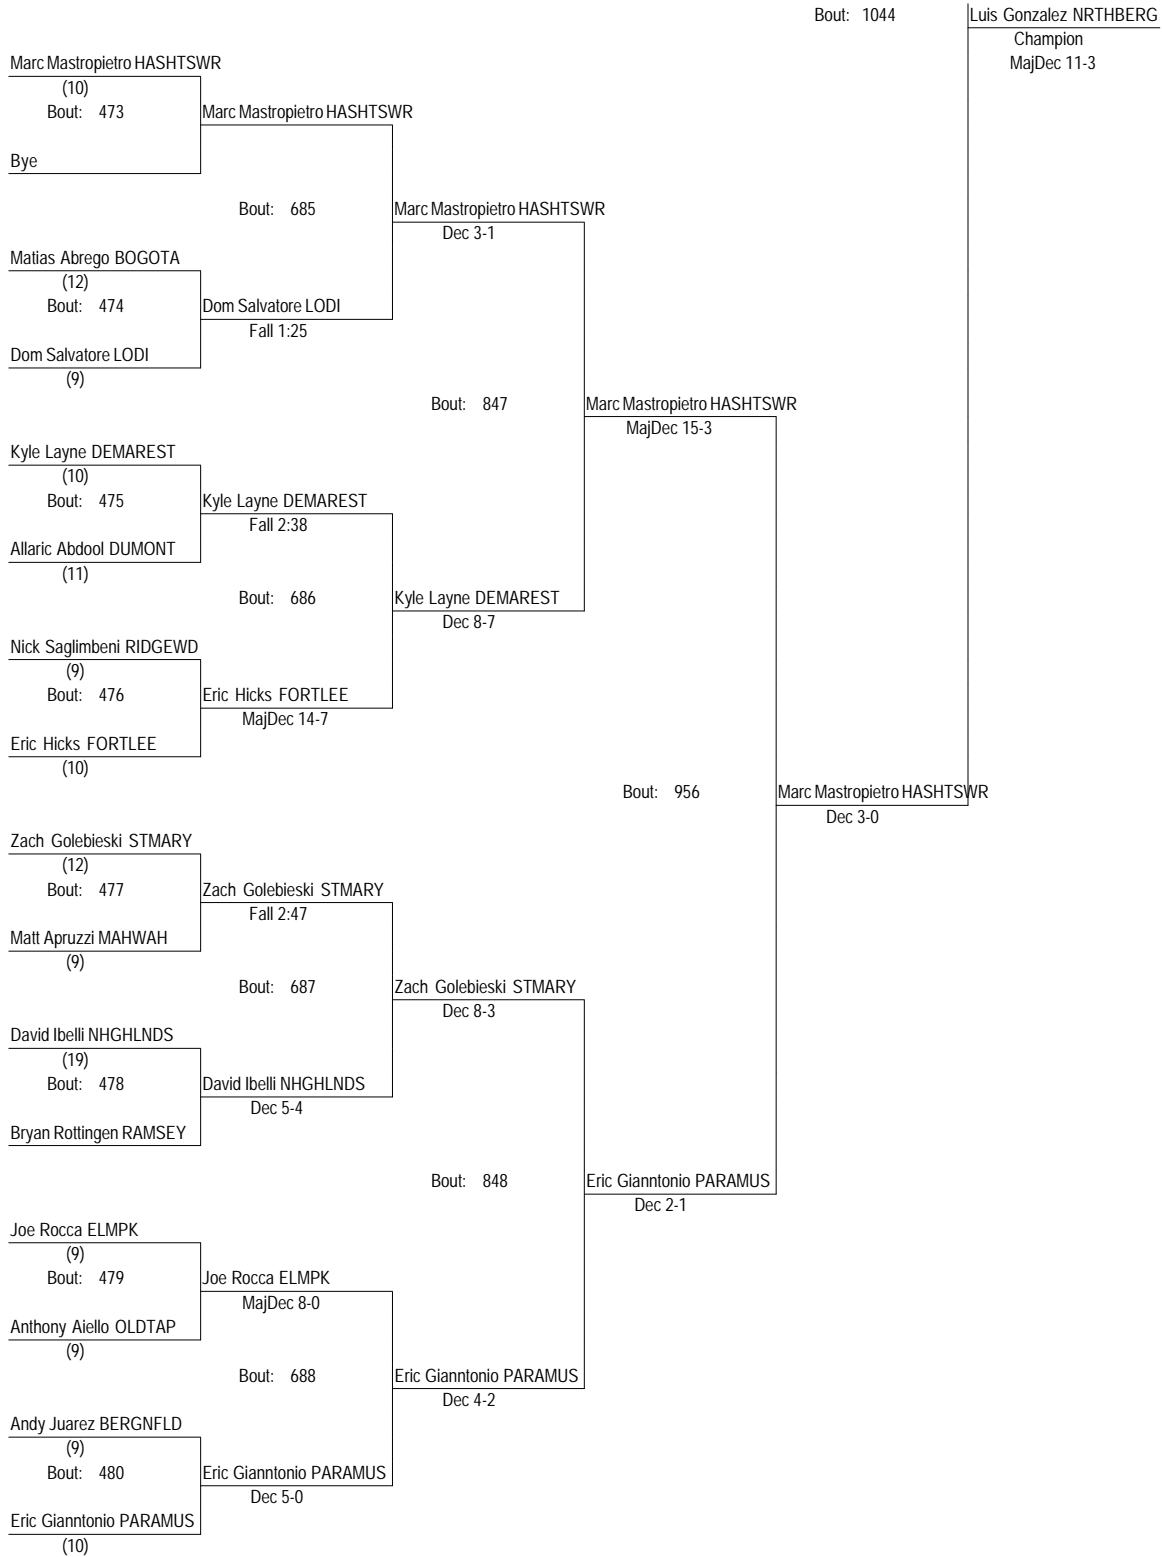 Bout: 1044
Luis Gonzalez NRTHBERG
Champion
MajDec 11-3
Marc Mastropietro HASHTSWR
(10)
Bout: 473
Marc Mastropietro HASHTSWR
Bye
Bout: 685
Marc Mastropietro HASHTSWR
Dec 3-1
Matias Abrego BOGOTA
(12)
Bout: 474
Dom Salvatore LODI
Fall 1:25
Dom Salvatore LODI
(9)
Bout: 847
Marc Mastropietro HASHTSWR
MajDec 15-3
Kyle Layne DEMAREST
(10)
Bout: 475
Kyle Layne DEMAREST
Fall 2:38
Allaric Abdool DUMONT
(11)
Bout: 686
Kyle Layne DEMAREST
Dec 8-7
Nick Saglimbeni RIDGEWD
(9)
Bout: 476
Eric Hicks FORTLEE
MajDec 14-7
Eric Hicks FORTLEE
(10)
Bout: 956
Marc Mastropietro HASHTSWR
Dec 3-0
Zach Golebieski STMARY
(12)
Bout: 477
Zach Golebieski STMARY
Fall 2:47
Matt Apruzzi MAHWAH
(9)
Bout: 687
Zach Golebieski STMARY
Dec 8-3
David Ibelli NHGHLNDS
(19)
Bout: 478
David Ibelli NHGHLNDS
Dec 5-4
Bryan Rottingen RAMSEY
Bout: 848
Eric Gianntonio PARAMUS
Dec 2-1
Joe Rocca ELMPK
(9)
Bout: 479
Joe Rocca ELMPK
MajDec 8-0
Anthony Aiello OLDTAP
(9)
Bout: 688
Eric Gianntonio PARAMUS
Dec 4-2
Andy Juarez BERGNFLD
(9)
Bout: 480
Eric Gianntonio PARAMUS
Dec 5-0
Eric Gianntonio PARAMUS
(10)